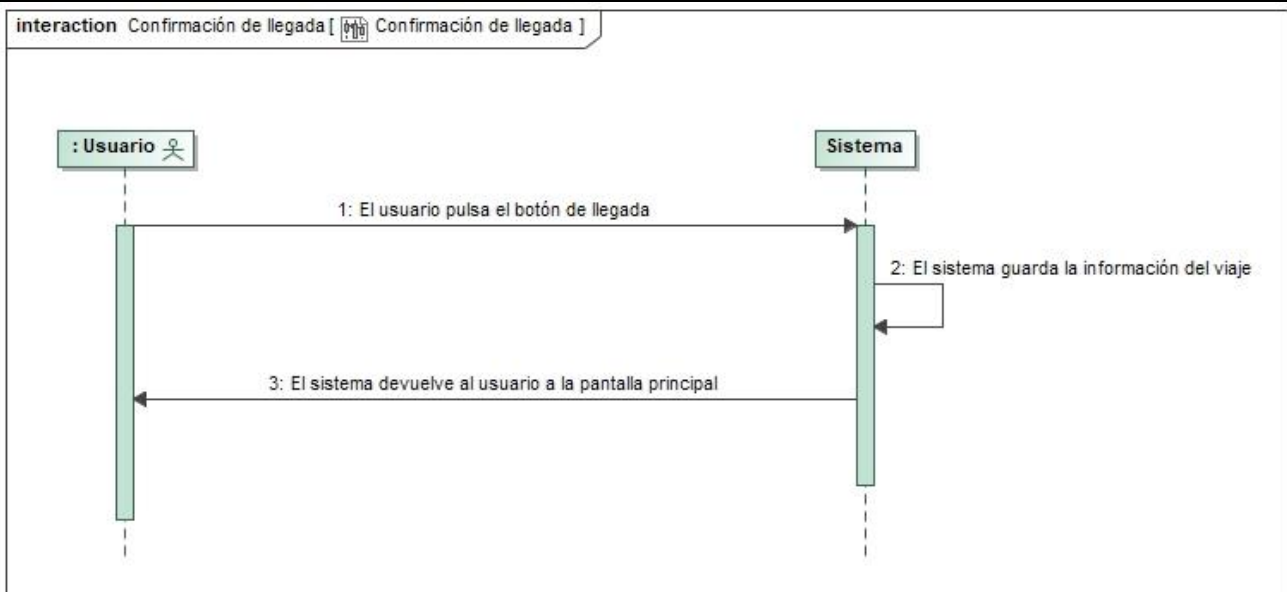 interaction Confirmación de llegada [ Confirmación de llegada ]
: Usuario
Sistema
1: El usuario pulsa el botón de llegada
2: El sistema guarda la información del viaje
3: El sistema devuelve al usuario a la pantalla principal